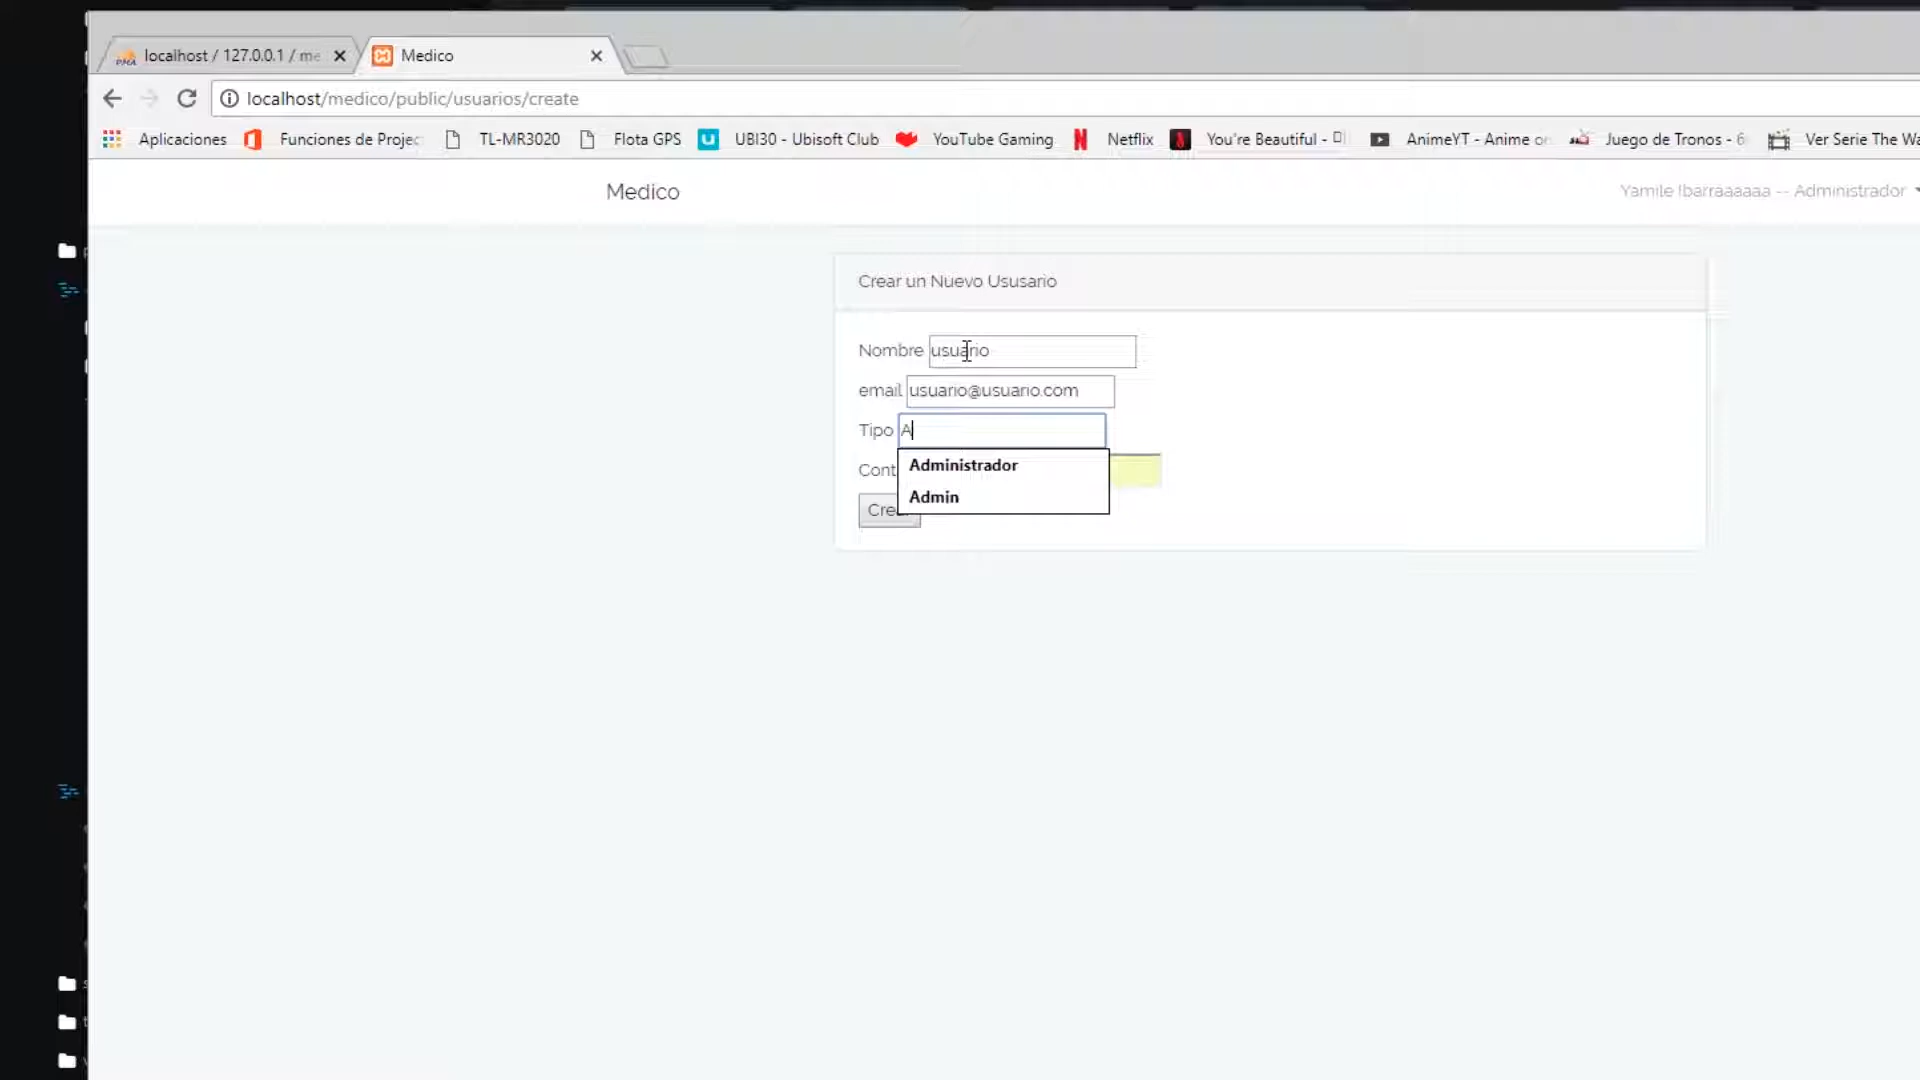 localhost / 127.0.0.1 / me
Medico
localhost/medico/public/usuarios/create
Aplicaciones Funciones de Projec TL-MR3020 Flota GPS UBI30 - Ubisoft Club YouTube Gaming Netflix You're Beautiful - AnimeYT - Anime o Juego de Tronos - 6 Ver Serie The Wa
Medico
Yamile Ibarraaaaaa -- Administrador
Crear un Nuevo Ususario
Nombre usuario
email usuario@usuario.com
Tipo A
Administrador
Cont
Admin
Crea